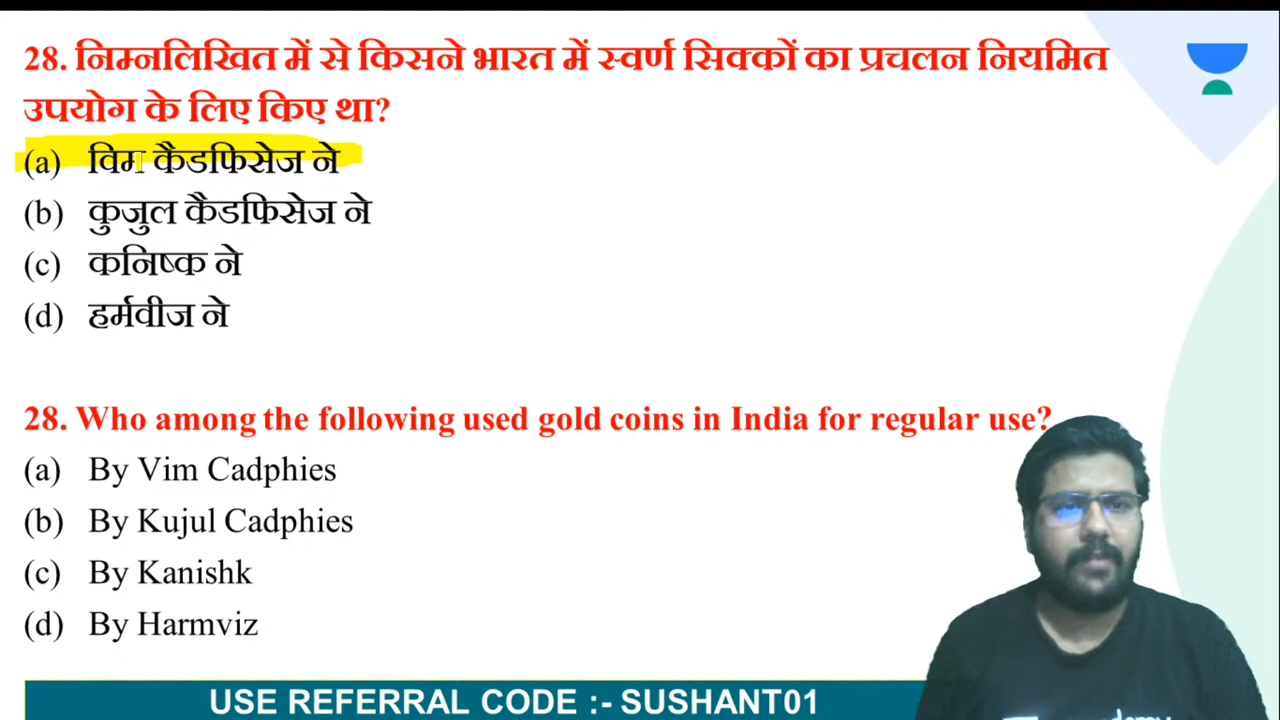 28. निम्नलिखित में से किसने भारत में स्वर्ण सिक्कों का प्रचलन नियमित
उपयोग के लिए किए था?
(a) विम कैडफिसेज ने
(b) कुजुल कैडफिसेज ने
(c) कनिष्क ने
(d) हर्मवीज ने
28. Who among the following used gold coins in India for regular use?
(a) By Vim Cadphies
(b) By Kujul Cadphies
(c) By Kanishk
(d) By Harmviz
USE REFERRAL CODE :- SUSHANT01